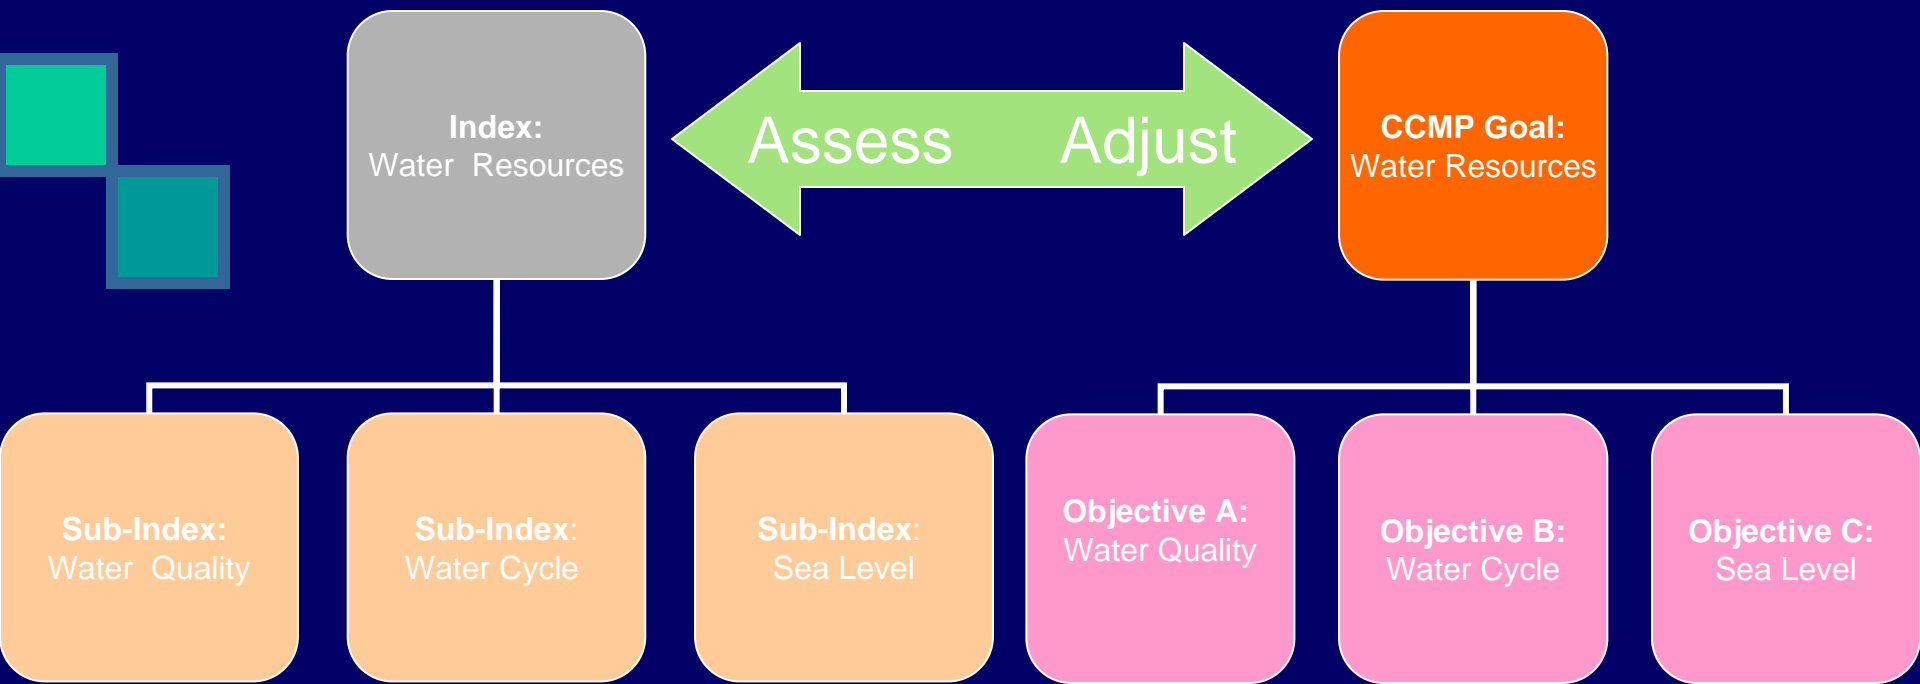 Index:
Water Resources
Assess Adjust
CCMP Goal:
Water Resources
Sub-Index:
Water Quality
Sub-Index:
Water Cycle
Sub-Index:
Sea Level
Objective A:
Water Quality
Objective B:
Water Cycle
Objective C:
Sea Level